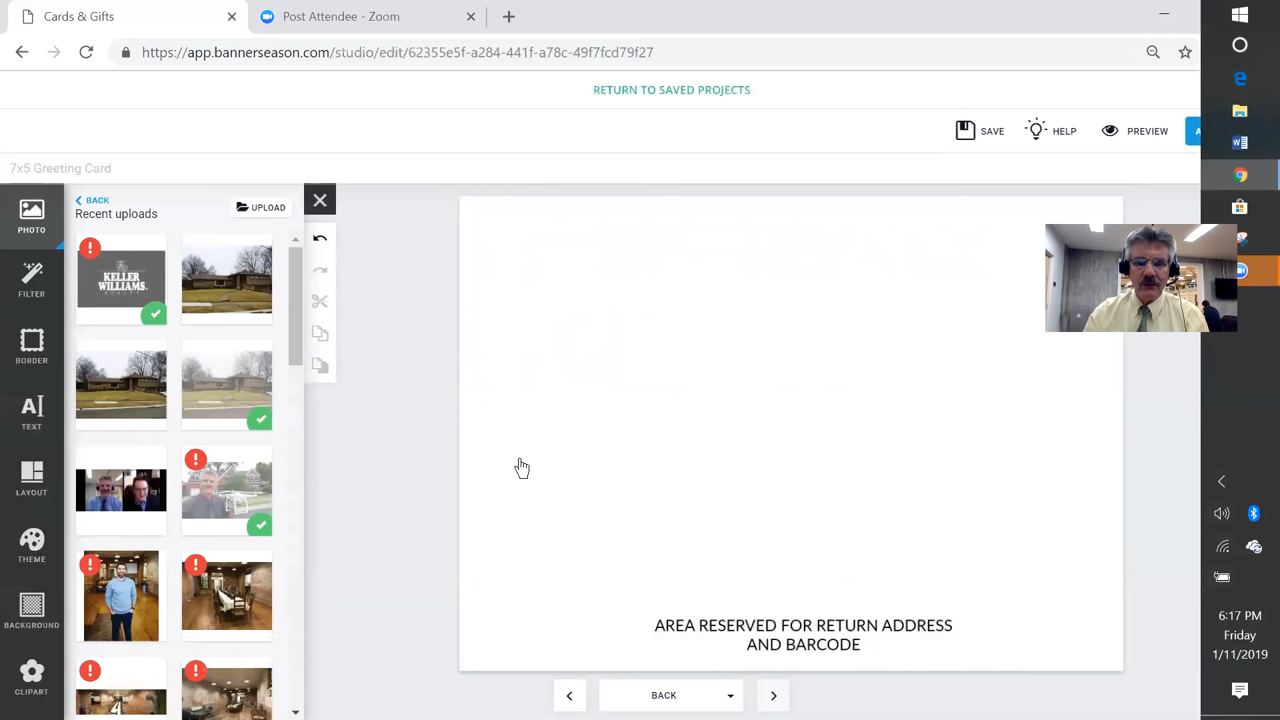 Cards & Gifts
Post Attendee - Zoom
https://app.bannerseason.com/studio/edit/62355e5f-a284-441f-a78c-49f7fcd79f27
RETURN TO SAVED PROJECTS
SAVE
HELP
PREVIEW
A
7x5 Greeting Card
BACK
Recent uploads
UPLOAD
PHOTO
FILTER
BORDER
TEXT
LAYOUT
THEME
BACKGROUND
CLIPART
KELLER
WILLIAMS
AREA RESERVED FOR RETURN ADDRESS
AND BARCODE
BACK
6:17 PM
Friday
1/11/2019